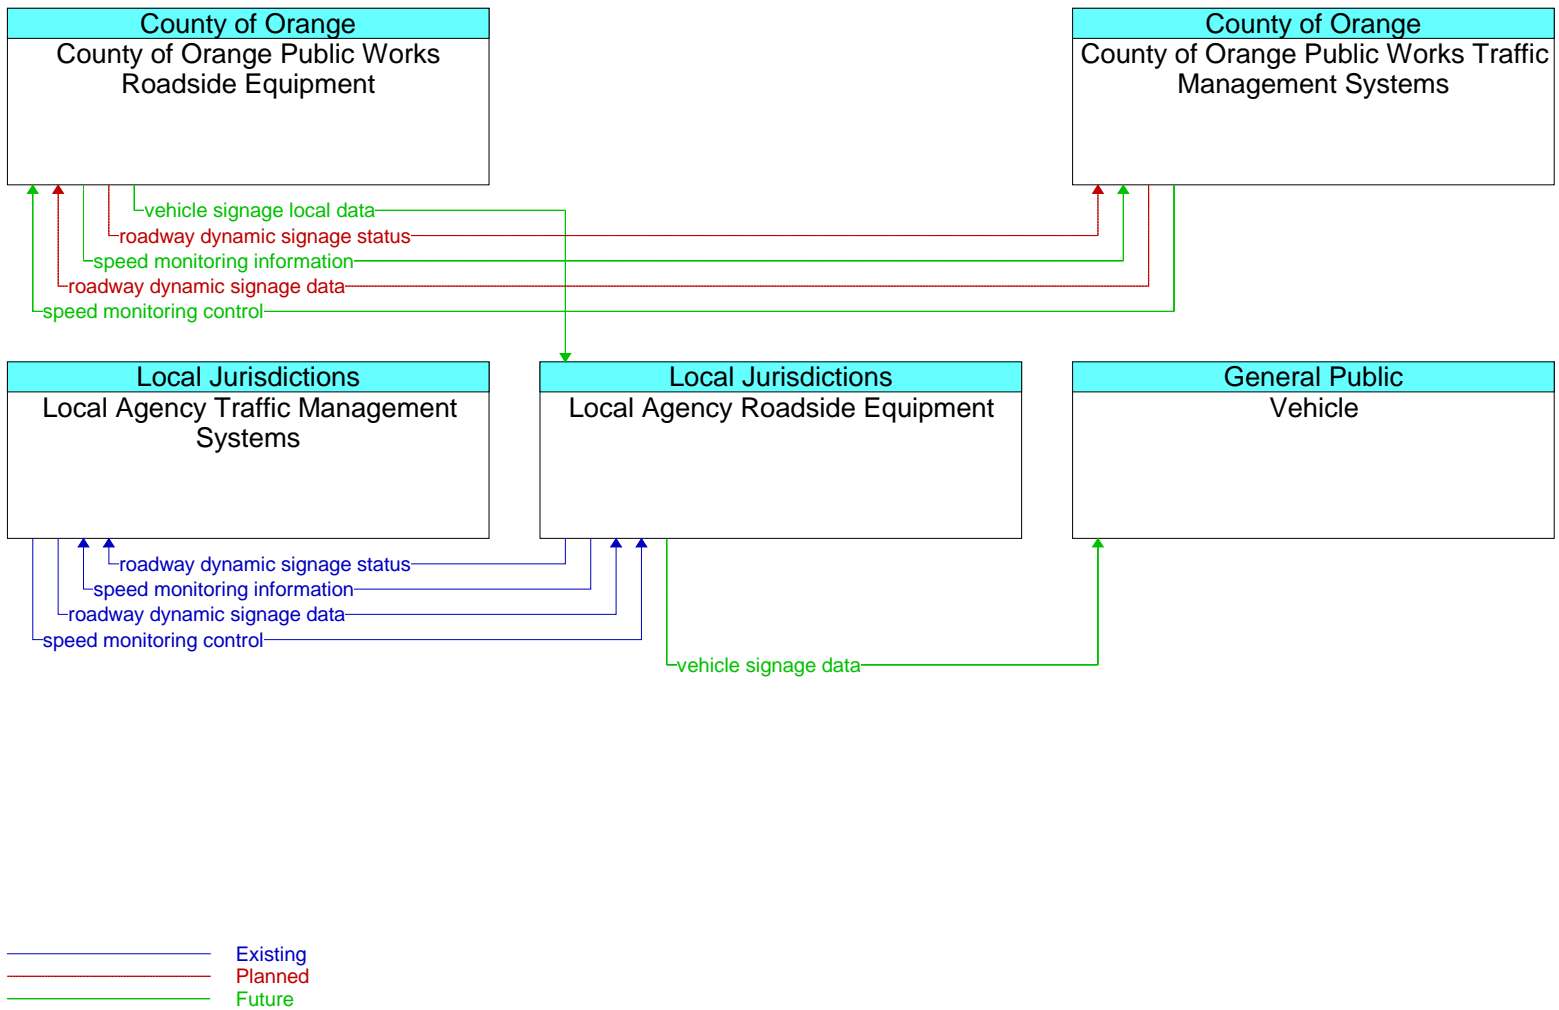 County of Orange
County of Orange Public Works
Roadside Equipment
County of Orange
County of Orange Public Works Traffic
Management Systems
vehicle signage local data
roadway dynamic signage status
speed monitoring information
roadway dynamic signage data
speed monitoring control
Local Jurisdictions
Local Agency Traffic Management
Systems
Local Jurisdictions
Local Agency Roadside Equipment
General Public
Vehicle
roadway dynamic signage status
speed monitoring information
roadway dynamic signage data
speed monitoring control
vehicle signage data
Existing
Planned
Future